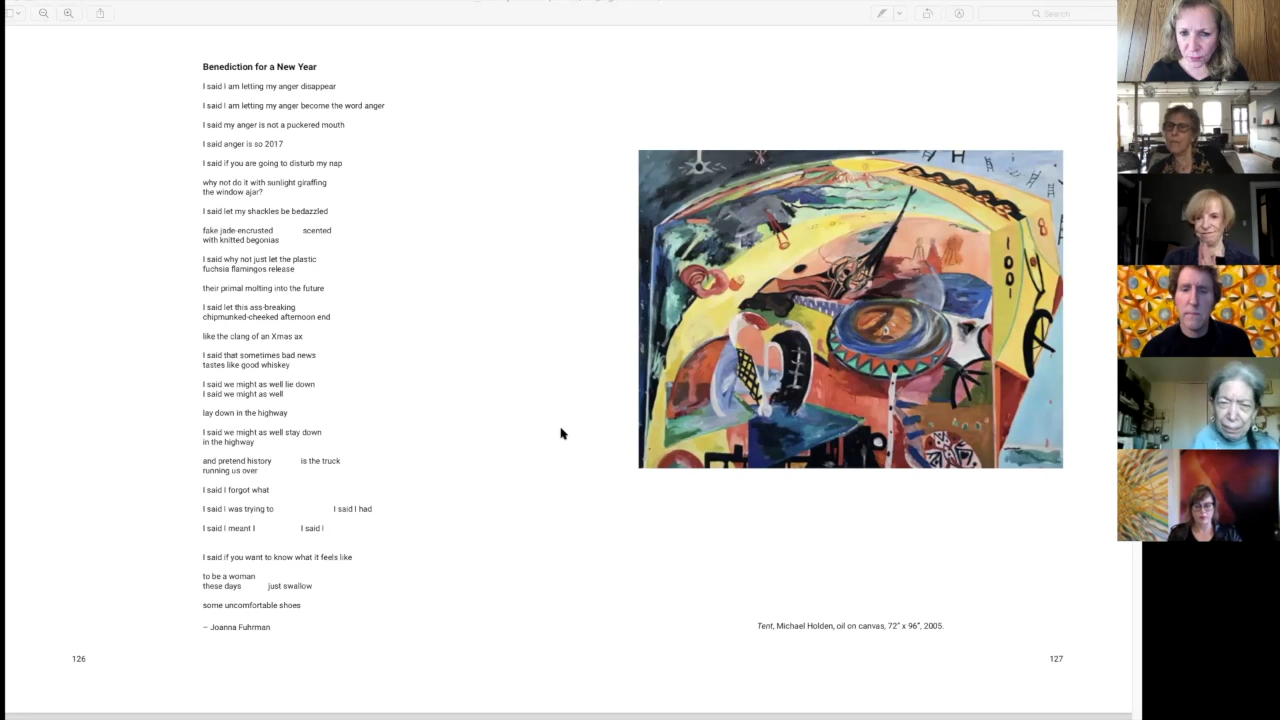 Search
Benediction for a New Year
I said I am letting my anger disappear
I said I am letting my anger become the word anger
I said my anger is not a puckered mouth
I said anger is so 2017
I said if you are going to disturb my nap
why not do it with sunlight giraffing
the window ajar?
I said let my shackles be bedazzled
fake jade-encrusted scented
with knitted begonias
I said why not just let the plastic
fuchsia flamingos release
their primal molting into the future
I said let this ass-breaking
chipmunked-cheeked afternoon end
like the clang of an Xmas ax
I said that sometimes bad news
tastes like good whiskey
I said we might as well lie down
I said we might as well
lay down in the highway
I said we might as well stay down
in the highway
and pretend history is the truck
running us over
I said I forgot what
I said I was trying to I said I had
I said I meant I I said I
I said if you want to know what it feels like
to be a woman
these days just swallow
some uncomfortable shoes
– Joanna Fuhrman
126
Tent, Michael Holden, oil on canvas, 72" x 96", 2005.
127